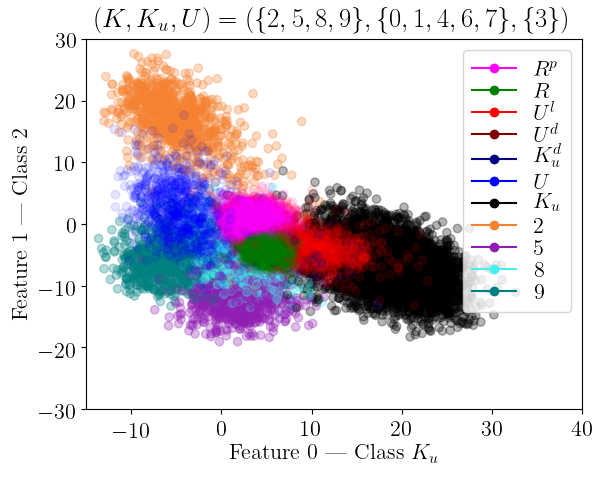 (K, K_u, U) = ({2, 5, 8, 9}, {0, 1, 4, 6, 7}, {3})
30
20
10
0
−10
−20
−30
Feature 1 — Class 2
R^p
R
U^l
U^d
K_u^d
U
K_u
2
5
8
9
−10
0
10
20
30
40
Feature 0 — Class K_u